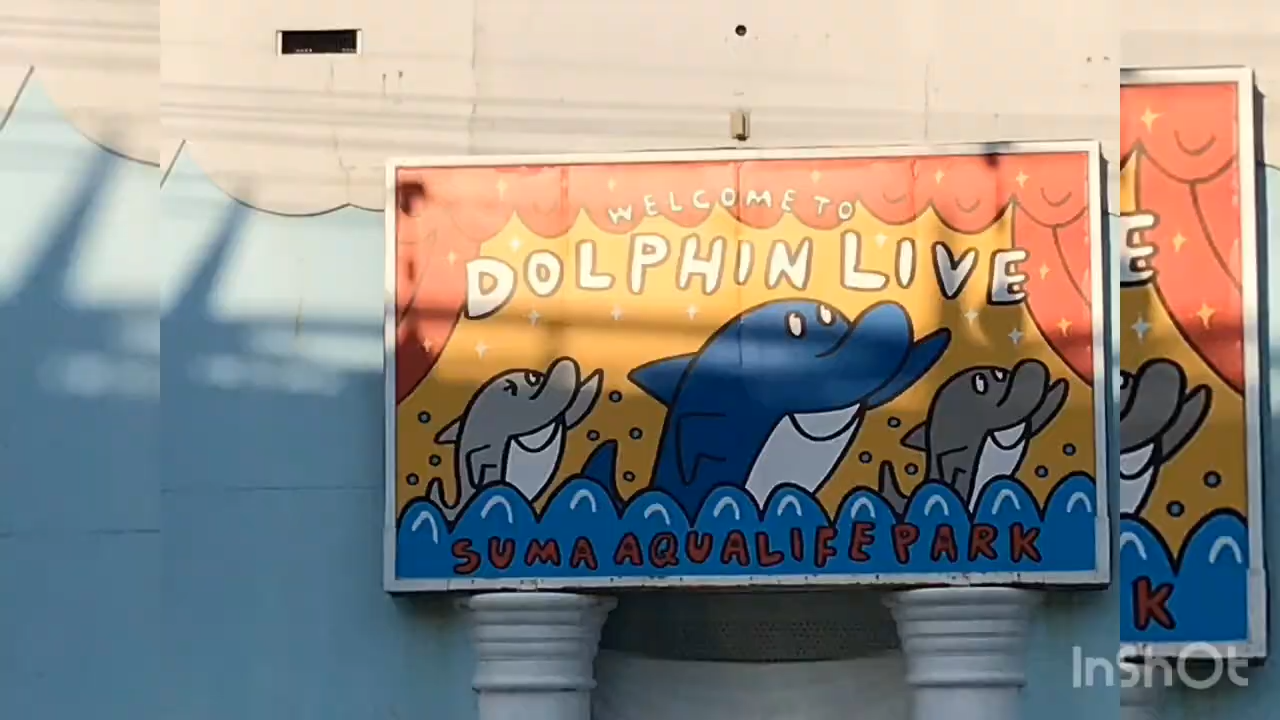 WELCOME TO
DOLPHIN LIVE
SUMA AQUALIFE PARK
E
K
InShOt